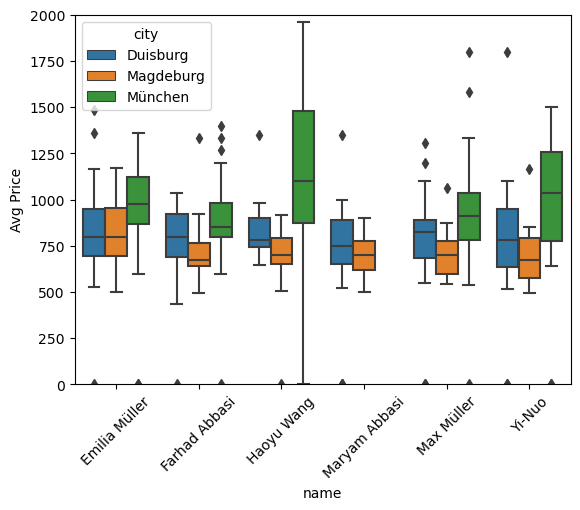 2000
1750
1500
1250
1000
750
500
250
0
Avg Price
city
Duisburg
Magdeburg
München
Emilia Müller
Farhad Abbasi
Haoyu Wang
Maryam Abbasi
Max Müller
Yi-Nuo
name